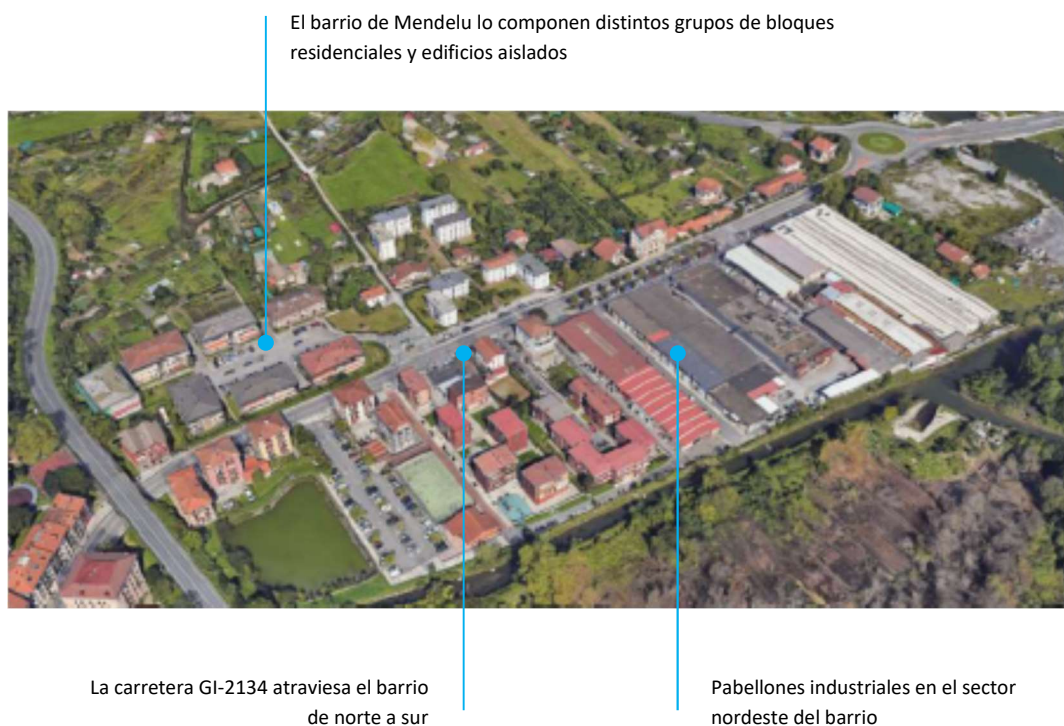 El barrio de Mendelu lo componen distintos grupos de bloques
residenciales y edificios aislados
La carretera GI-2134 atraviesa el barrio
de norte a sur
Pabellones industriales en el sector
nordeste del barrio